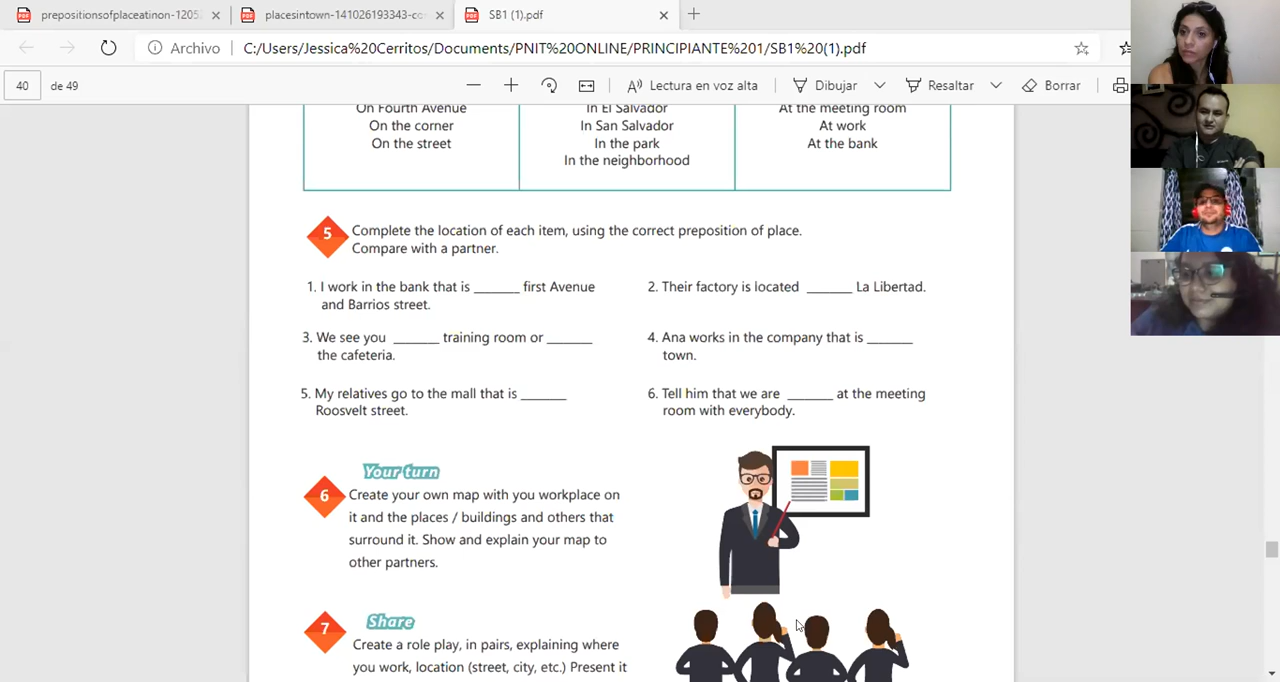 prepositionsofplaceatinon-1205
placesintown-141026193343-co
SB1 (1).pdf
Archivo
C:/Users/Jessica%20Cerritos/Documents/PNIT%20ONLINE/PRINCIPIANTE%201/SB1%20(1).pdf
40
de 49
Lectura en voz alta
Dibujar
Resaltar
Borrar
On Fourth Avenue
On the corner
On the street
In El Salvador
In San Salvador
In the park
In the neighborhood
At the meeting room
At work
At the bank
5
Complete the location of each item, using the correct preposition of place.
Compare with a partner.
1. I work in the bank that is _______ first Avenue
and Barrios street.
2. Their factory is located _______ La Libertad.
3. We see you _______ training room or _______
the cafeteria.
4. Ana works in the company that is _______
town.
5. My relatives go to the mall that is _______
Roosvelt street.
6. Tell him that we are _______ at the meeting
room with everybody.
6
Your turn
Create your own map with you workplace on
it and the places / buildings and others that
surround it. Show and explain your map to
other partners.
7
Share
Create a role play, in pairs, explaining where
you work, location (street, city, etc.) Present it